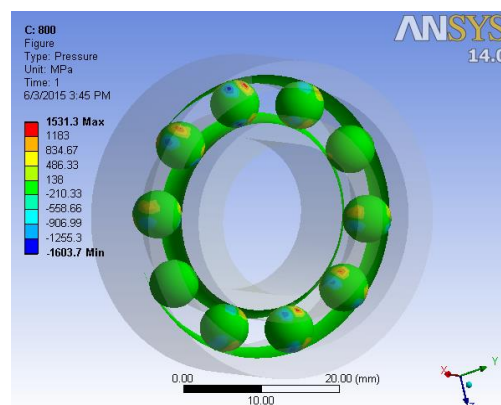 C: 800
Figure
Type: Pressure
Unit: MPa
Time: 1
6/3/2015 3:45 PM
1531.3 Max
1183
834.67
486.33
138
-210.33
-558.66
-906.99
-1255.3
-1603.7 Min
ANSYS
14.0
0.00
20.00 (mm)
10.00
X
Y
Z